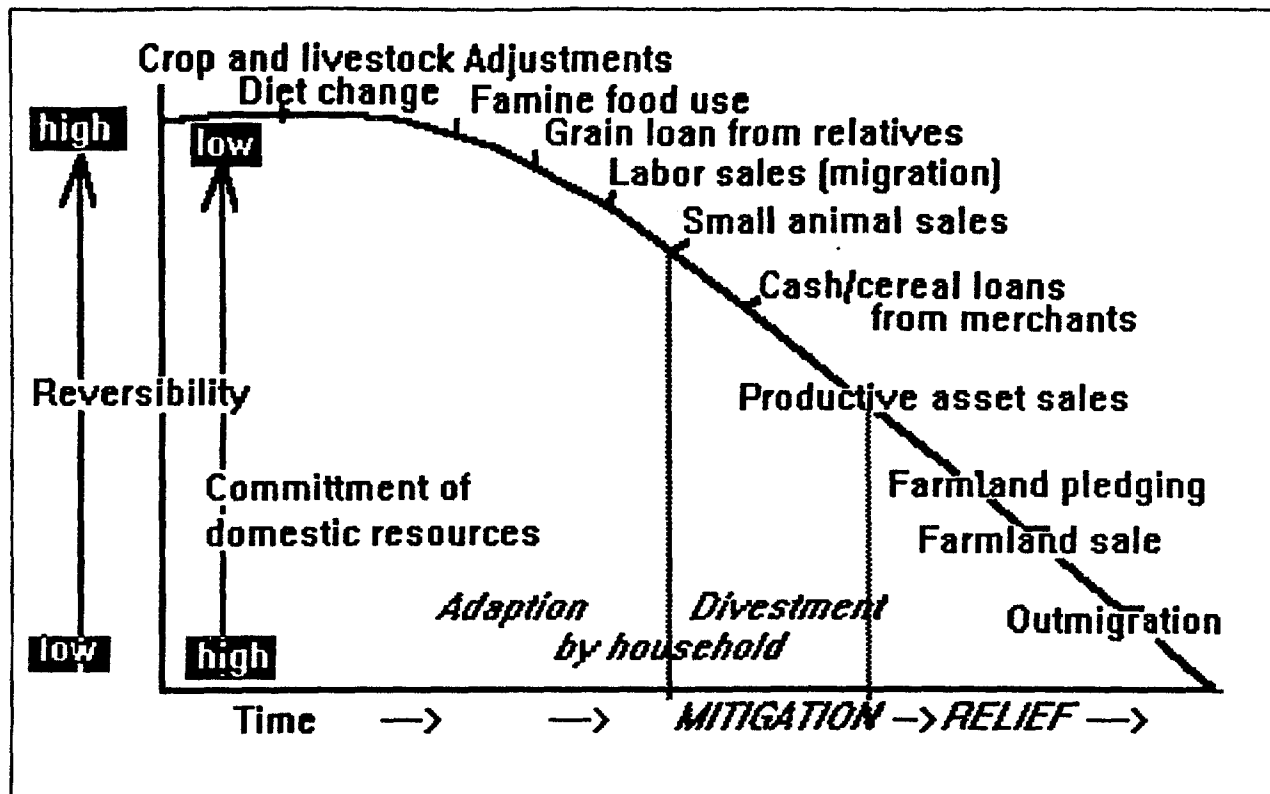 Crop and livestock Adjustments
Diet change
Famine food use
high
low
Grain loan from relatives
Labor sales (migration)
Small animal sales
Cash/cereal loans
from merchants
Reversibility
Productive asset sales
Committment of
domestic resources
Farmland pledging
Farmland sale
Adaption
Divestment
by household
Outmigration
low
high
Time —> —> MITIGATION —> RELIEF —>